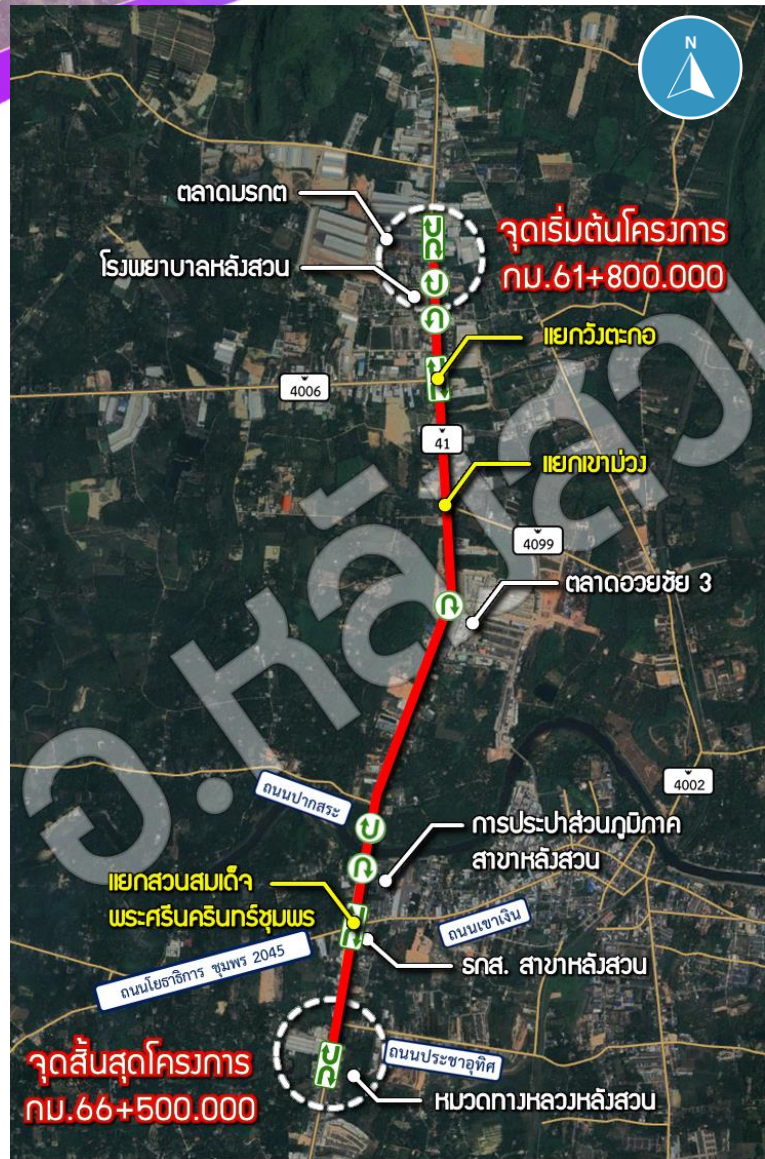 N
ตลาดมรกต
จุดเริ่มต้นโครงการ
กม.61+800.000
โรงพยาบาลหลังสวน
แยกวังตะกอ
4006
41
แยกเขาม่วง
4099
ตลาดอวยชัย 3
อ.หลังสวน
4002
ถนนปากสระ
การประปาส่วนภูมิภาค
สาขาหลังสวน
แยกสวนสมเด็จ
พระศรีนครินทร์ชุมพร
ถนนเขาเงิน
ธกส. สาขาหลังสวน
ถนนโยธาธิการ ชุมพร 2045
จุดสิ้นสุดโครงการ
กม.66+500.000
ถนนประชาอุทิศ
หมวดทางหลวงหลังสวน